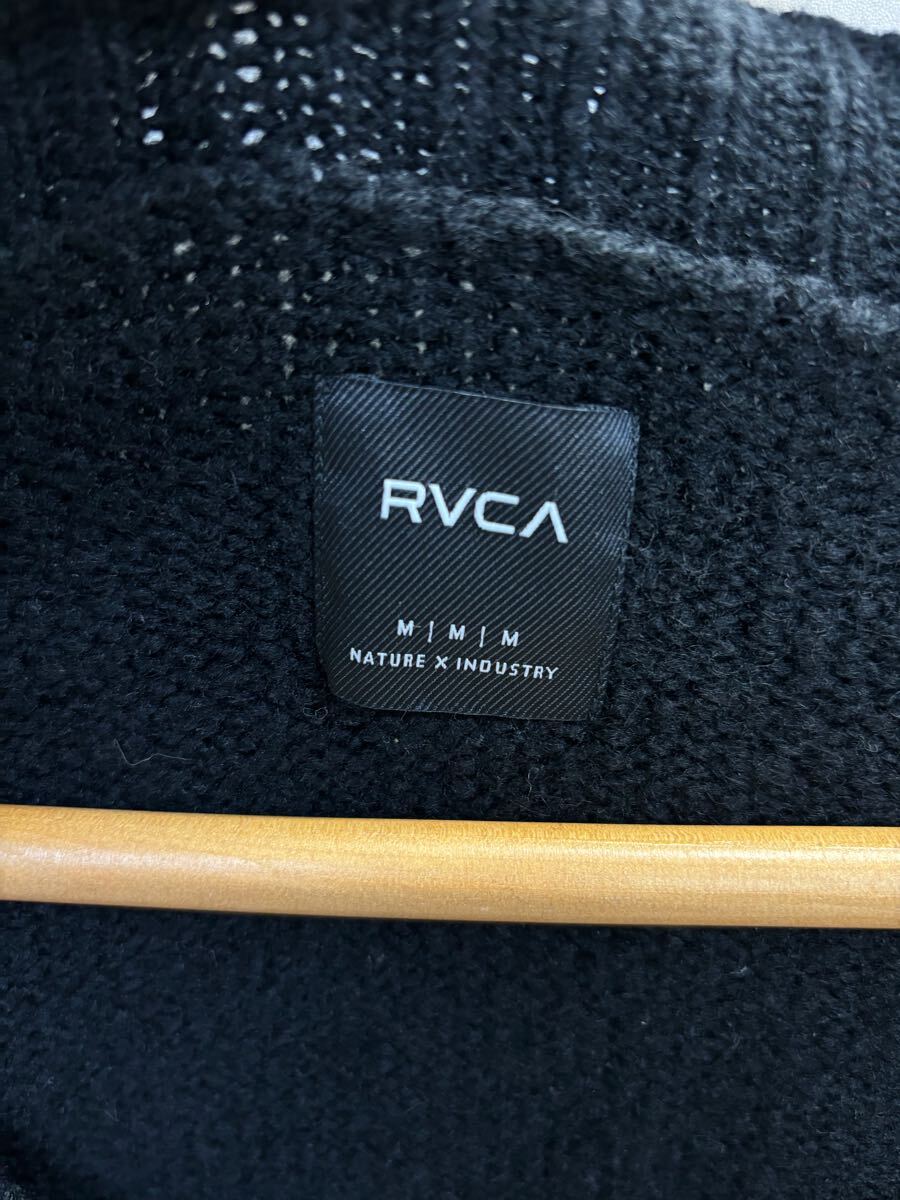 RVCA
M | M | M
NATURE X INDUSTRY